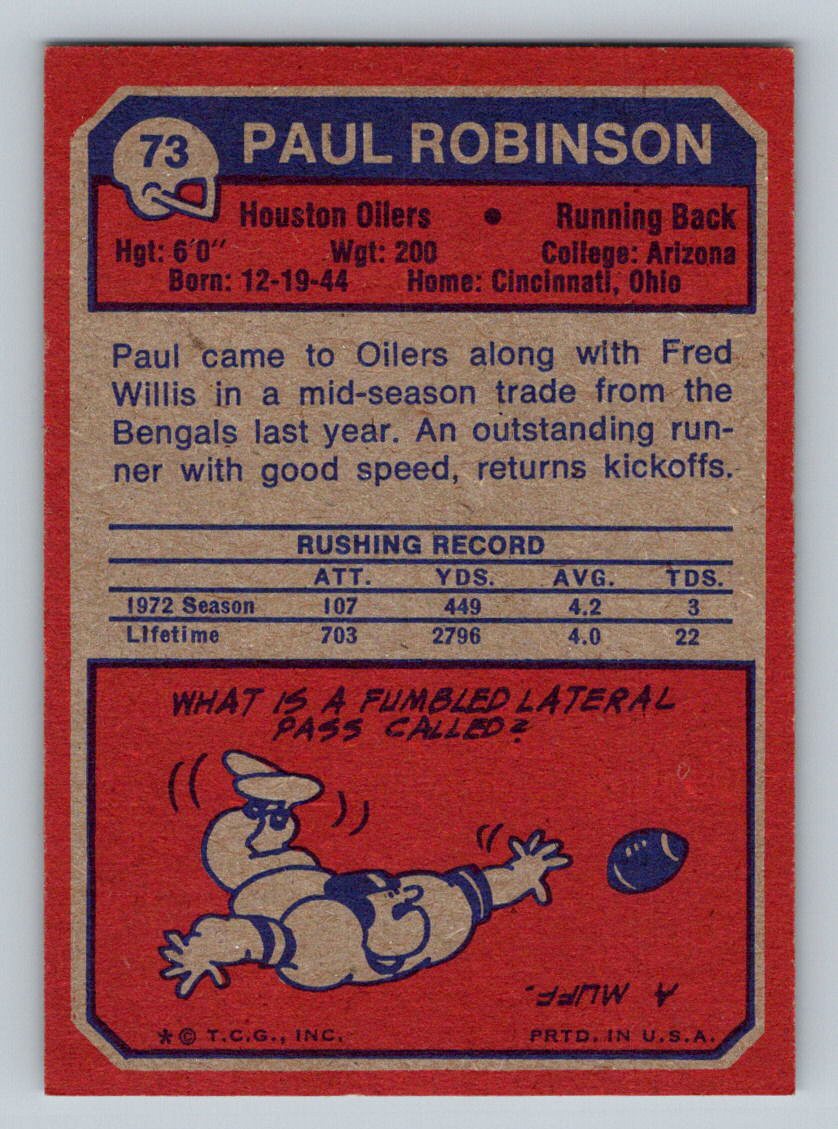 73 PAUL ROBINSON
Houston Oilers • Running Back
Hgt: 6'0" Wgt: 200 College: Arizona
Born: 12-19-44 Home: Cincinnati, Ohio
Paul came to Oilers along with Fred
Willis in a mid-season trade from the
Bengals last year. An outstanding run-
ner with good speed, returns kickoffs.
RUSHING RECORD
ATT. YDS. AVG. TDS.
1972 Season 107 449 4.2 3
Lifetime 703 2796 4.0 22
WHAT IS A FUMBLED LATERAL
PASS CALLED?
A MUFF.
*© T.C.G., INC. PRTD. IN U.S.A.